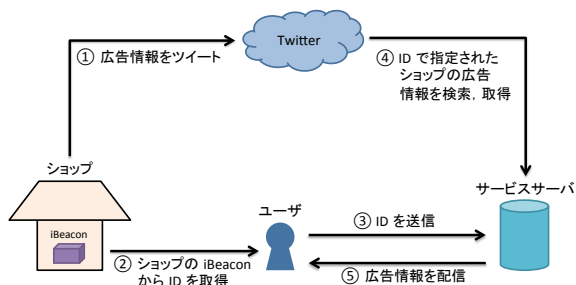 ① 広告情報をツイート
Twitter
④ ID で指定された
ショップの広告
情報を検索, 取得
ショップ
iBeacon
② ショップの iBeacon
から ID を取得
ユーザ
③ ID を送信
サービスサーバ
⑤ 広告情報を配信